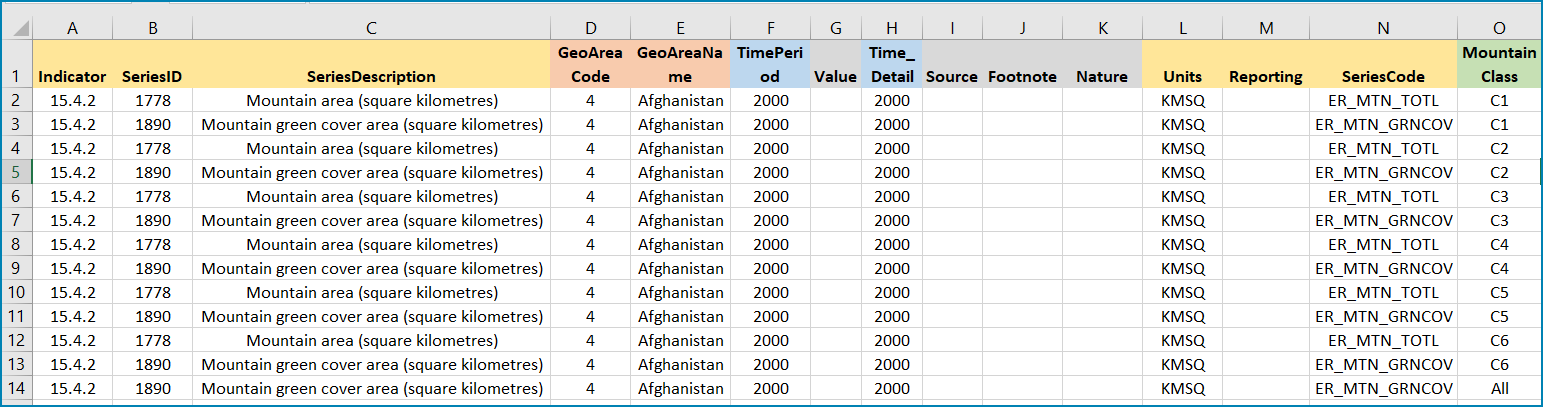 A B C D E F G H I J K L M N O
1 Indicator SeriesID SeriesDescription GeoArea Code GeoAreaNa me TimePeri od Value Time_ Detail Source Footnote Nature Units Reporting SeriesCode Mountain Class
2 15.4.2 1778 Mountain area (square kilometres) 4 Afghanistan 2000 2000 KMSQ ER_MTN_TOTL C1
3 15.4.2 1890 Mountain green cover area (square kilometres) 4 Afghanistan 2000 2000 KMSQ ER_MTN_GRNCOV C1
4 15.4.2 1778 Mountain area (square kilometres) 4 Afghanistan 2000 2000 KMSQ ER_MTN_TOTL C2
5 15.4.2 1890 Mountain green cover area (square kilometres) 4 Afghanistan 2000 2000 KMSQ ER_MTN_GRNCOV C2
6 15.4.2 1778 Mountain area (square kilometres) 4 Afghanistan 2000 2000 KMSQ ER_MTN_TOTL C3
7 15.4.2 1890 Mountain green cover area (square kilometres) 4 Afghanistan 2000 2000 KMSQ ER_MTN_GRNCOV C3
8 15.4.2 1778 Mountain area (square kilometres) 4 Afghanistan 2000 2000 KMSQ ER_MTN_TOTL C4
9 15.4.2 1890 Mountain green cover area (square kilometres) 4 Afghanistan 2000 2000 KMSQ ER_MTN_GRNCOV C4
10 15.4.2 1778 Mountain area (square kilometres) 4 Afghanistan 2000 2000 KMSQ ER_MTN_TOTL C5
11 15.4.2 1890 Mountain green cover area (square kilometres) 4 Afghanistan 2000 2000 KMSQ ER_MTN_GRNCOV C5
12 15.4.2 1778 Mountain area (square kilometres) 4 Afghanistan 2000 2000 KMSQ ER_MTN_TOTL C6
13 15.4.2 1890 Mountain green cover area (square kilometres) 4 Afghanistan 2000 2000 KMSQ ER_MTN_GRNCOV C6
14 15.4.2 1890 Mountain green cover area (square kilometres) 4 Afghanistan 2000 2000 KMSQ ER_MTN_GRNCOV All